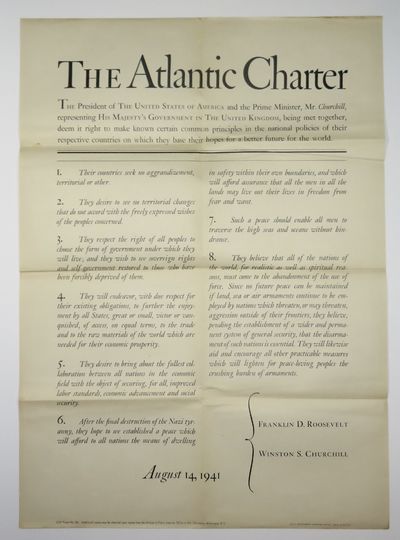 THE Atlantic Charter
THE President of THE UNITED STATES OF AMERICA and the Prime Minister, Mr. Churchill,
representing HIS MAJESTY'S GOVERNMENT IN THE UNITED KINGDOM, being met together,
deem it right to make known certain common principles in the national policies of their
respective countries on which they base their hopes for a better future for the world.
1. Their countries seek no aggrandizement,
territorial or other.
2. They desire to see no territorial changes
that do not accord with the freely expressed wishes
of the peoples concerned.
3. They respect the right of all peoples to
choose the form of government under which they
will live; and they wish to see sovereign rights
and self-government restored to those who have
been forcibly deprived of them.
4. They will endeavor, with due respect for
their existing obligations, to further the enjoy-
ment by all States, great or small, victor or van-
quished, of access, on equal terms, to the trade
and to the raw materials of the world which are
needed for their economic prosperity.
5. They desire to bring about the fullest col-
laboration between all nations in the economic
field with the object of securing, for all, improved
labor standards, economic advancement and social
security.
6. After the final destruction of the Nazi tyr-
anny, they hope to see established a peace which
will afford to all nations the means of dwelling
in safety within their own boundaries, and which
will afford assurance that all the men in all the
lands may live out their lives in freedom from
fear and want.
7. Such a peace should enable all men to
traverse the high seas and oceans without hin-
drance.
8. They believe that all of the nations of
the world, for realistic as well as spiritual rea-
sons, must come to the abandonment of the use of
force. Since no future peace can be maintained
if land, sea or air armaments continue to be em-
ployed by nations which threaten, or may threaten,
aggression outside of their frontiers, they believe,
pending the establishment of a wider and perma-
nent system of general security, that the disarma-
ment of such nations is essential. They will likewise
aid and encourage all other practicable measures
which will lighten for peace-loving peoples the
crushing burden of armaments.
FRANKLIN D. ROOSEVELT
WINSTON S. CHURCHILL
August 14, 1941